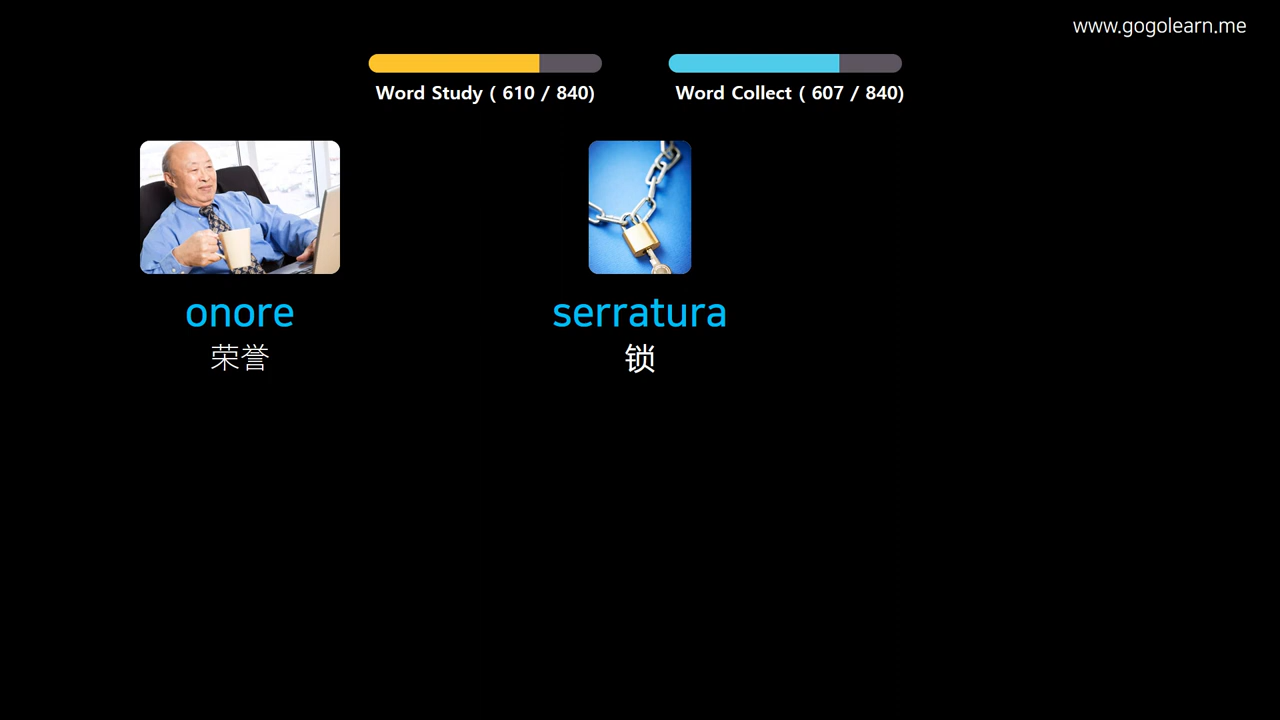 www.gogolearn.me
Word Study ( 610 / 840)
Word Collect ( 607 / 840)
onore
荣誉
serratura
锁